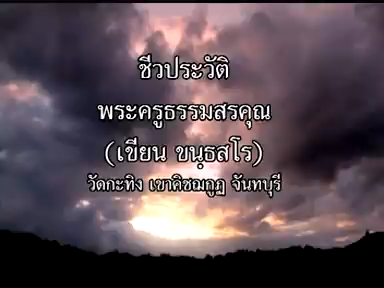 ชีวประวัติ
พระครูธรรมสรคุณ
(เขียน ขนฺธสโร)
วัดกะทิง เขาคิชฌกูฏ จันทบุรี